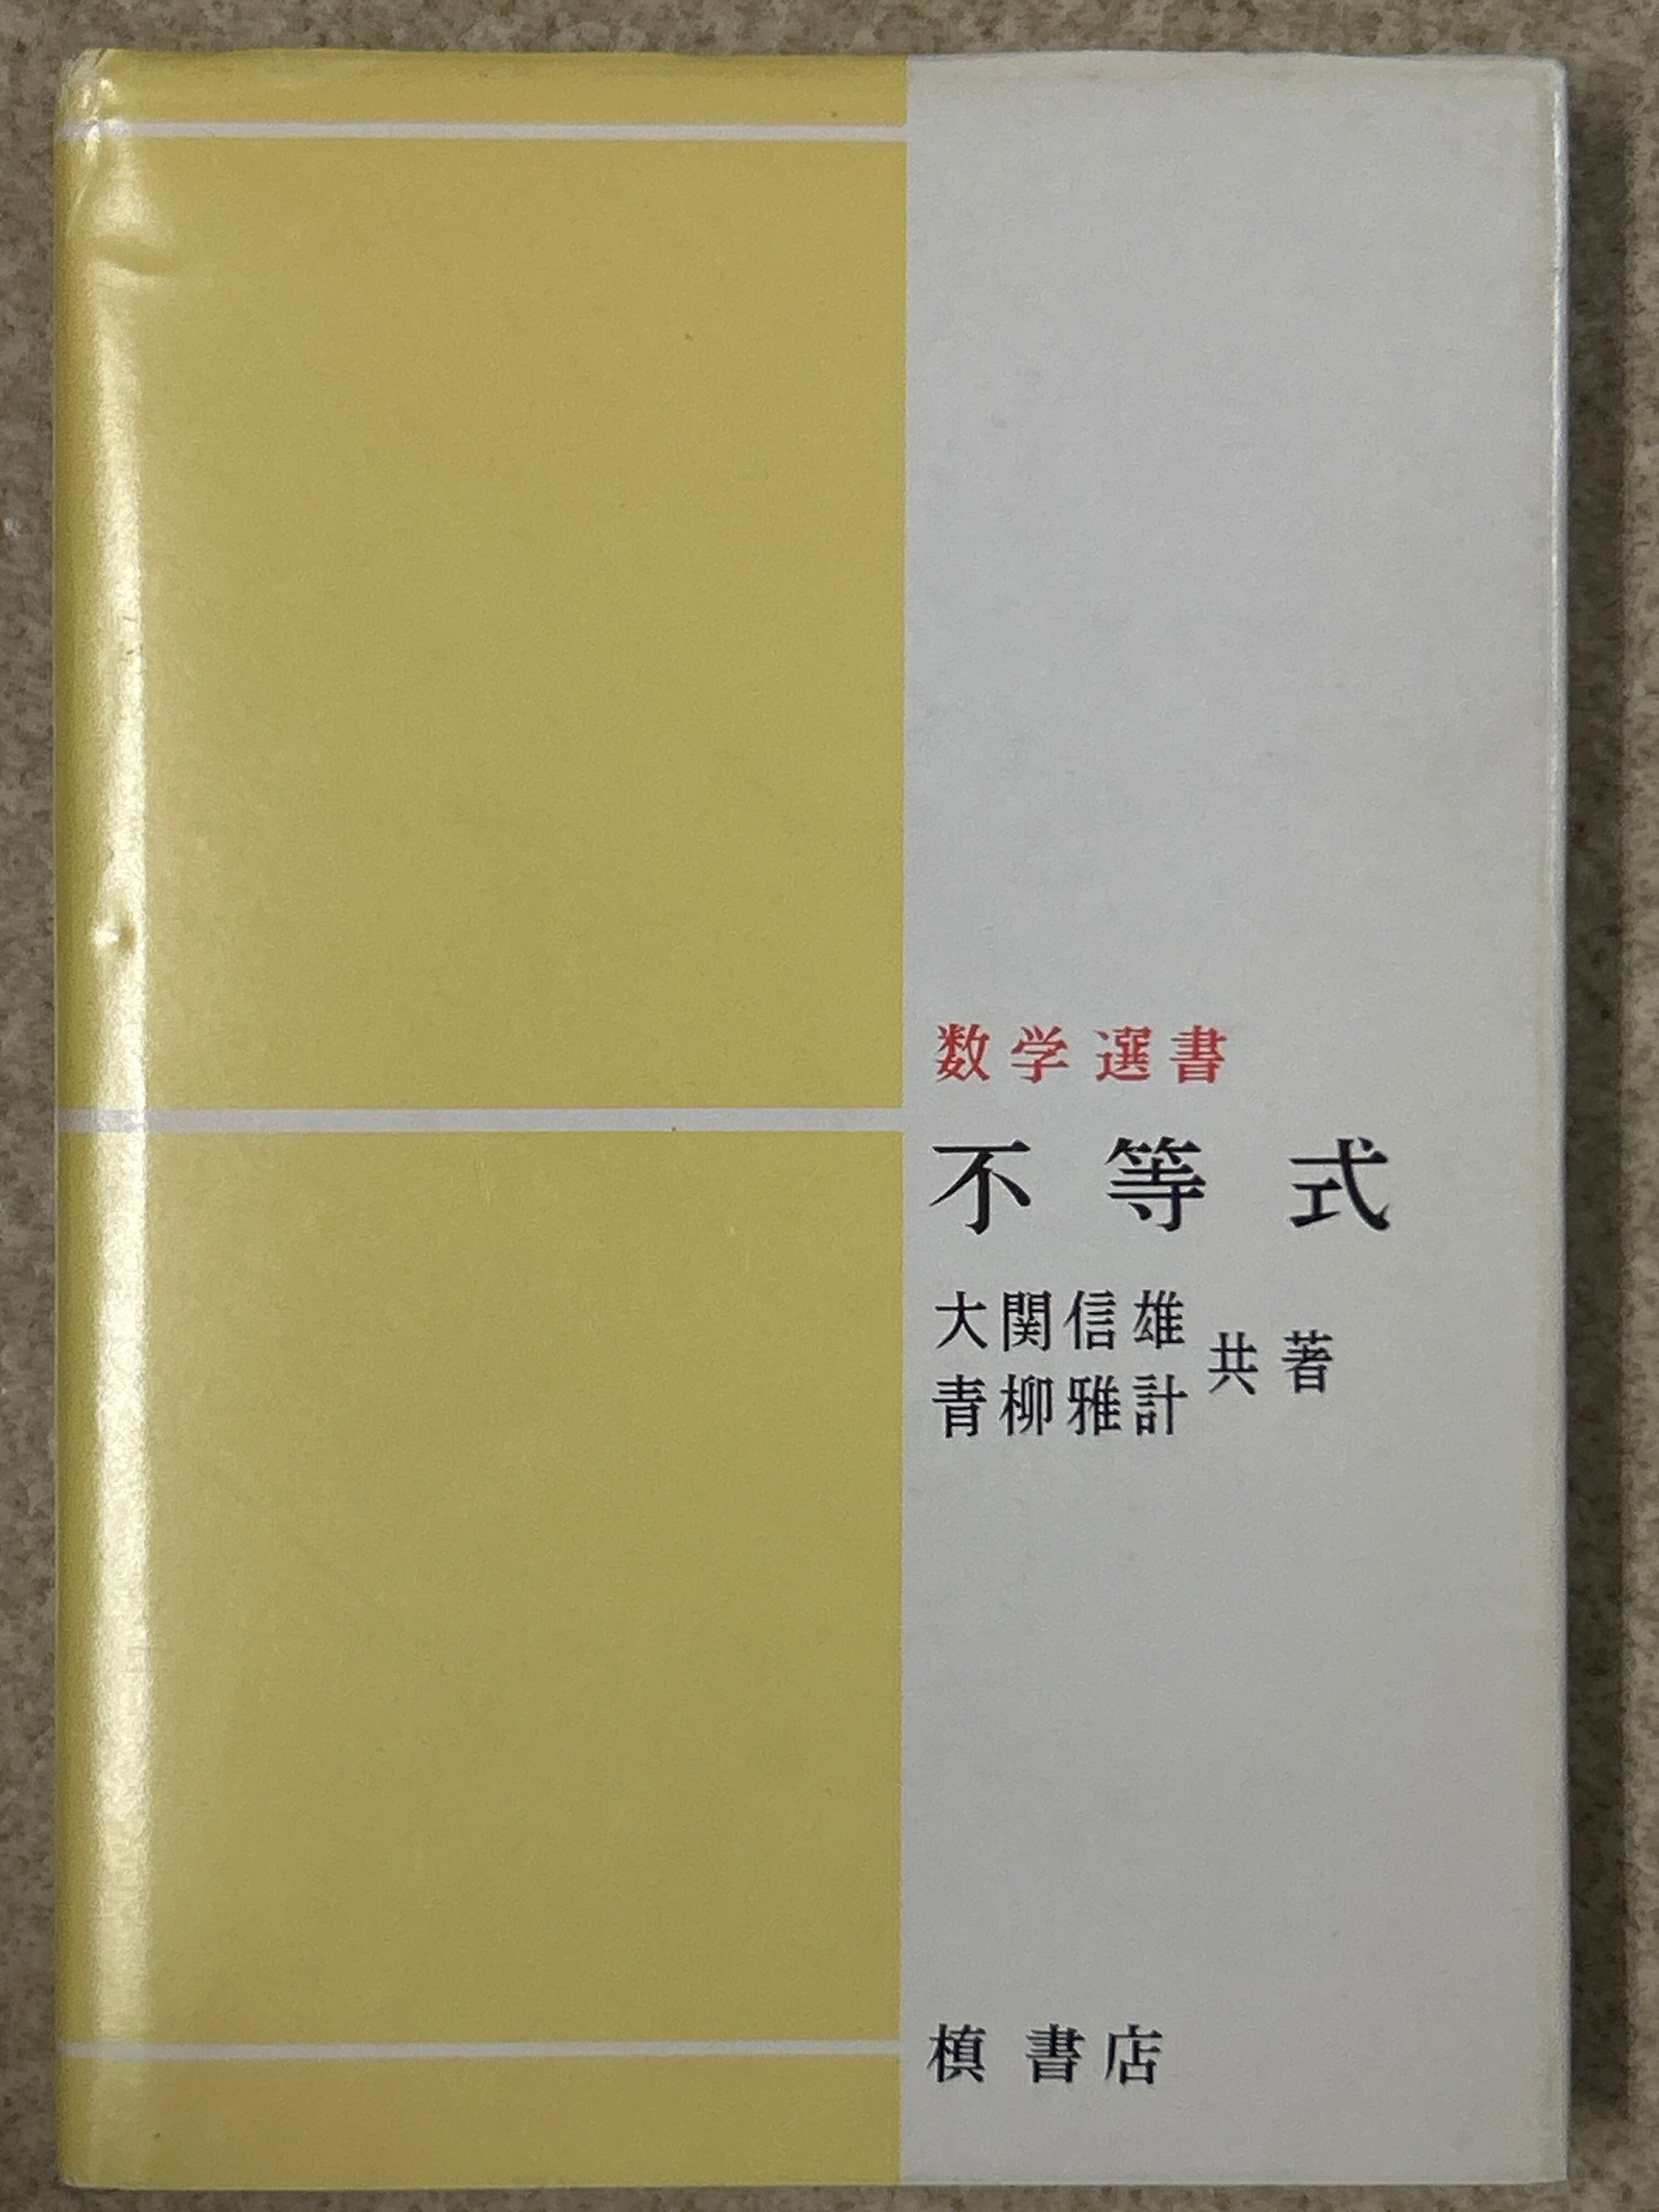 数学選書
不等式
大関信雄
青柳雅計
共著
槙書店